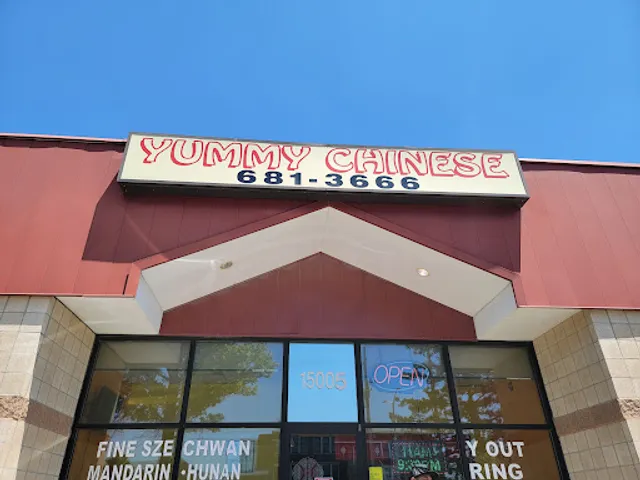 YUMMY CHINESE
681-3666
15005
OPEN
FINE SZE CHWAN
MANDARIN · HUNAN
Y OUT
RING